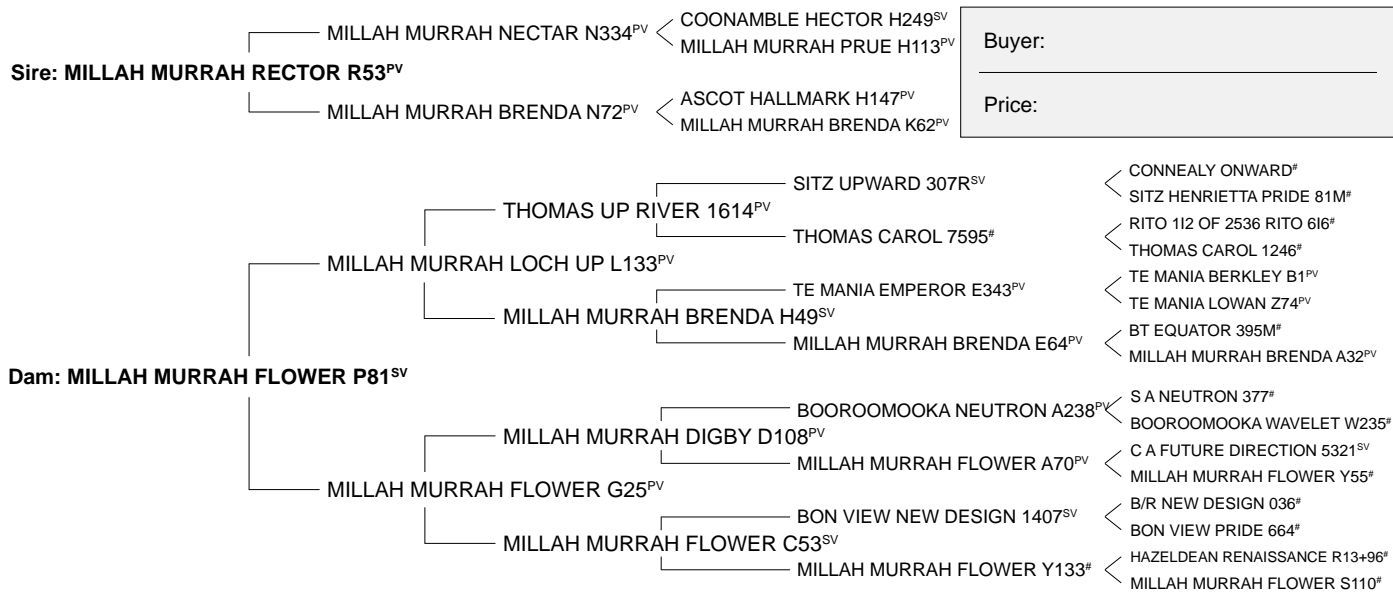 MILLAH MURRAH NECTAR N334PV
COONAMBLE HECTOR H249SV
MILLAH MURRAH PRUE H113PV
Sire: MILLAH MURRAH RECTOR R53PV
MILLAH MURRAH BRENDA N72PV
ASCOT HALLMARK H147PV
MILLAH MURRAH BRENDA K62PV
Buyer:
Price:
SITZ UPWARD 307RSV
CONNEALY ONWARD#
SITZ HENRIETTA PRIDE 81M#
THOMAS UP RIVER 1614PV
THOMAS CAROL 7595#
RITO 1I2 OF 2536 RITO 6I6#
THOMAS CAROL 1246#
MILLAH MURRAH LOCH UP L133PV
TE MANIA EMPEROR E343PV
TE MANIA BERKLEY B1PV
TE MANIA LOWAN Z74PV
MILLAH MURRAH BRENDA H49SV
MILLAH MURRAH BRENDA E64PV
BT EQUATOR 395M#
MILLAH MURRAH BRENDA A32PV
Dam: MILLAH MURRAH FLOWER P81SV
BOOROOMOOKA NEUTRON A238PV
S A NEUTRON 377#
BOOROOMOOKA WAVELET W235#
MILLAH MURRAH DIGBY D108PV
MILLAH MURRAH FLOWER A70PV
C A FUTURE DIRECTION 5321SV
MILLAH MURRAH FLOWER Y55#
MILLAH MURRAH FLOWER G25PV
BON VIEW NEW DESIGN 1407SV
B/R NEW DESIGN 036#
BON VIEW PRIDE 664#
MILLAH MURRAH FLOWER C53SV
MILLAH MURRAH FLOWER Y133#
HAZELDEAN RENAISSANCE R13+96#
MILLAH MURRAH FLOWER S110#